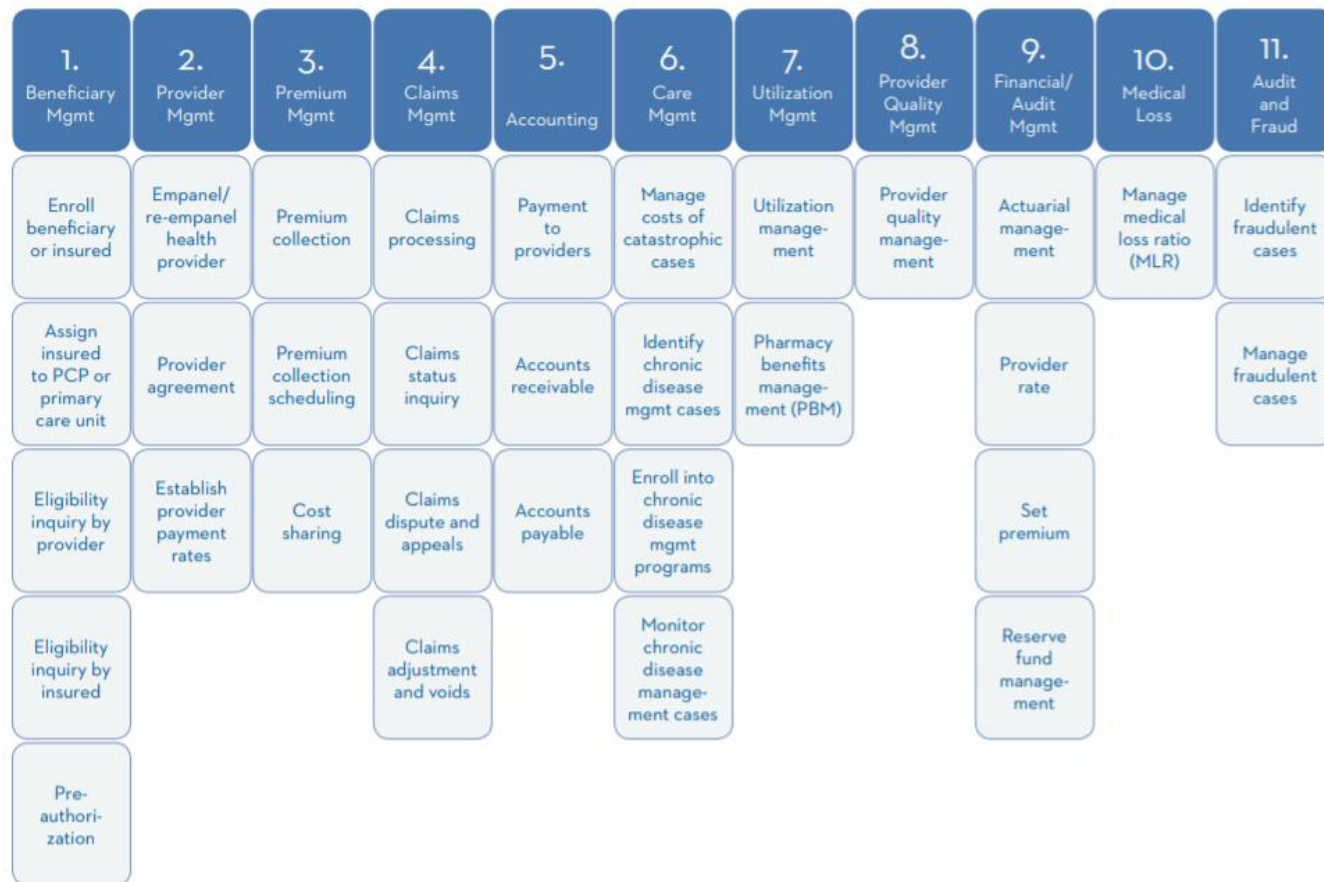 1.
Beneficiary
Mgmt
2.
Provider
Mgmt
3.
Premium
Mgmt
4.
Claims
Mgmt
5.
Accounting
6.
Care
Mgmt
7.
Utilization
Mgmt
8.
Provider
Quality
Mgmt
9.
Financial/
Audit
Mgmt
10.
Medical
Loss
11.
Audit
and
Fraud
Enroll
beneficiary
or insured
Empanel/
re-empanel
health
provider
Premium
collection
Claims
processing
Payment
to
providers
Manage
costs of
catastrophic
cases
Utilization
manage-
ment
Provider
quality
manage-
ment
Actuarial
manage-
ment
Manage
medical
loss ratio
(MLR)
Identify
fraudulent
cases
Assign
insured
to PCP or
primary
care unit
Provider
agreement
Premium
collection
scheduling
Claims
status
inquiry
Accounts
receivable
Identify
chronic
disease
mgmt cases
Pharmacy
benefits
manage-
ment (PBM)
Provider
rate
Manage
fraudulent
cases
Eligibility
inquiry by
provider
Establish
provider
payment
rates
Cost
sharing
Claims
dispute and
appeals
Accounts
payable
Enroll into
chronic
disease
mgmt
programs
Set
premium
Eligibility
inquiry by
insured
Claims
adjustment
and voids
Monitor
chronic
disease
manage-
ment cases
Reserve
fund
manage-
ment
Pre-
authori-
zation